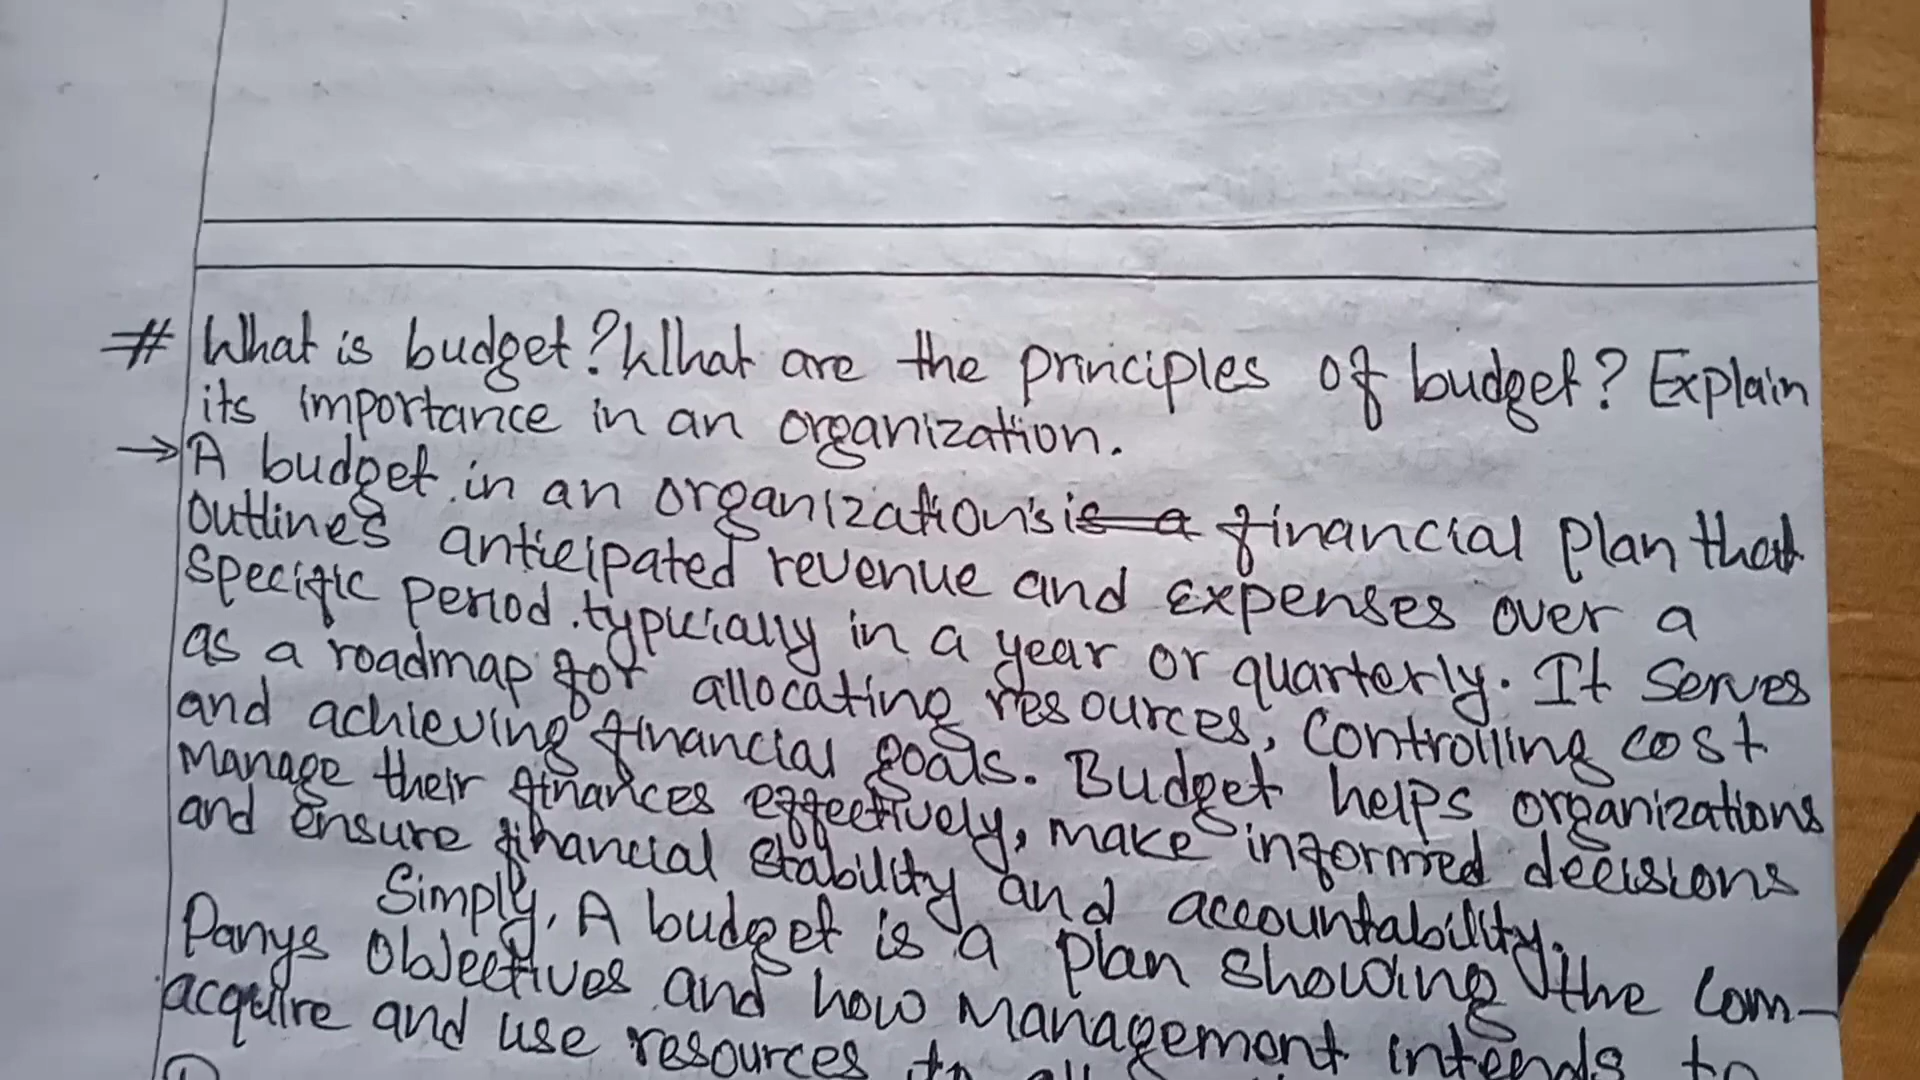 # What is budget? What are the principles of budget? Explain
its importance in an organization.
→ A budget in an organization's is a financial plan that
outlines anticipated revenue and expenses over a
specific period. typicially in a year or quarterly. It serves
as a roadmap for allocating resources, controlling cost
and achieving financial goals. Budget helps organizations
manage their finances effectively, make informed decisions
and ensure financial stability and accountability.
Simply, A budget is a plan showing the com-
panys objectives and how management intends to
acquire and use resources to